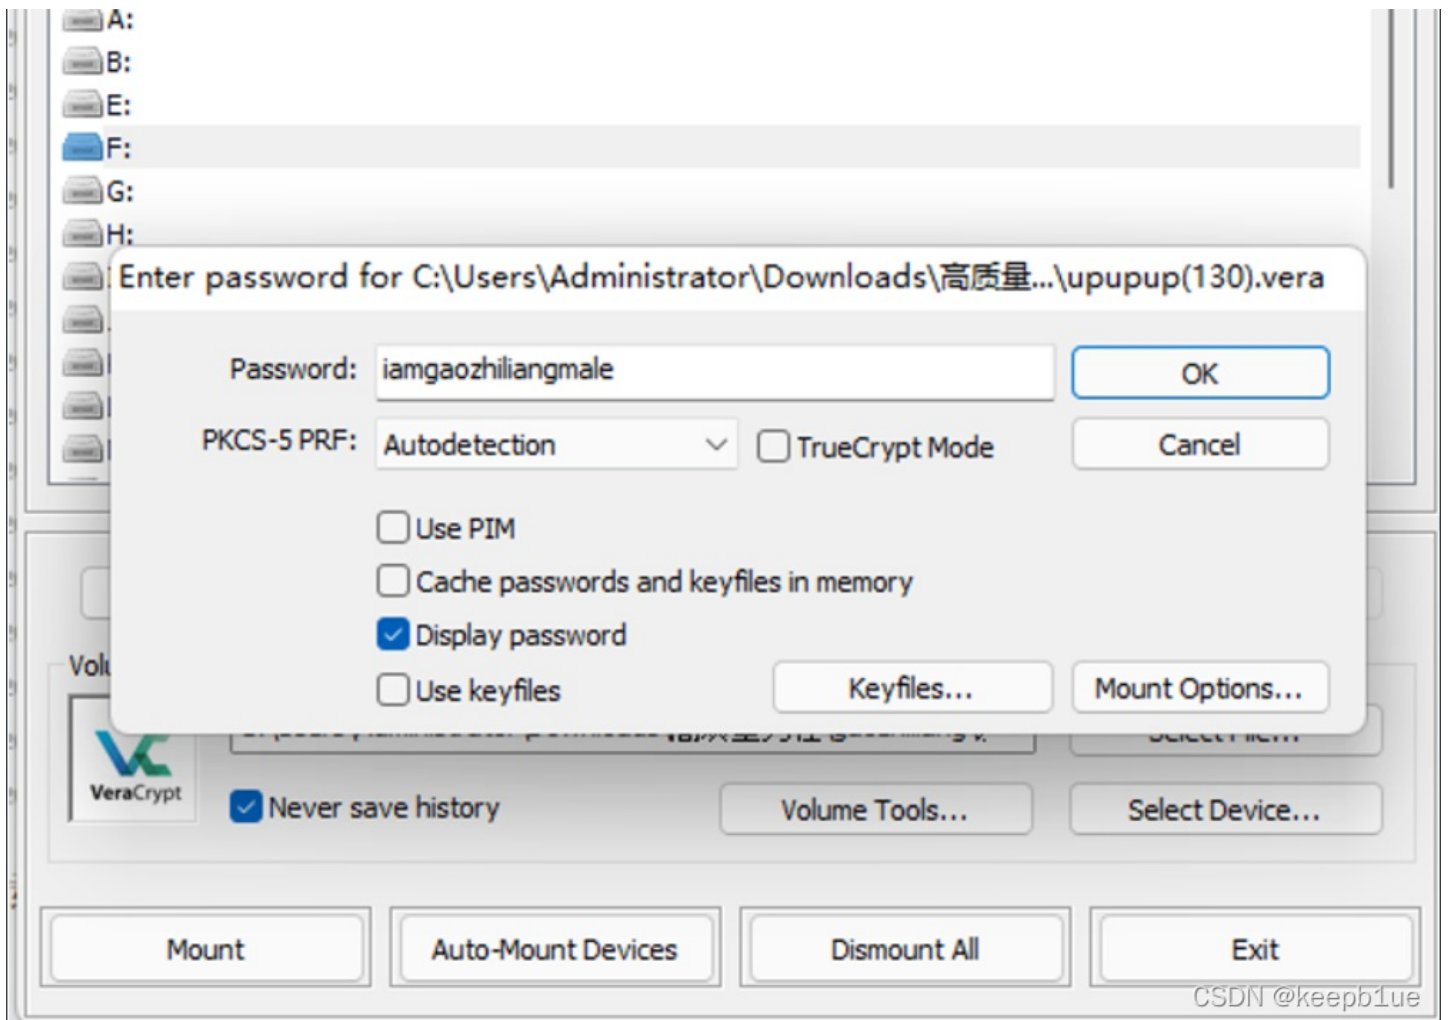 A:
B:
E:
F:
G:
H:
Enter password for C:\Users\Administrator\Downloads\高质量...\upupup(130).vera
Password: iamgaozhiliangmale OK
PKCS-5 PRF: Autodetection TrueCrypt Mode Cancel
Use PIM
Cache passwords and keyfiles in memory
Display password
Use keyfiles Keyfiles... Mount Options...
VeraCrypt
Never save history Volume Tools... Select Device...
Mount Auto-Mount Devices Dismount All Exit
CSDN @keepb1ue